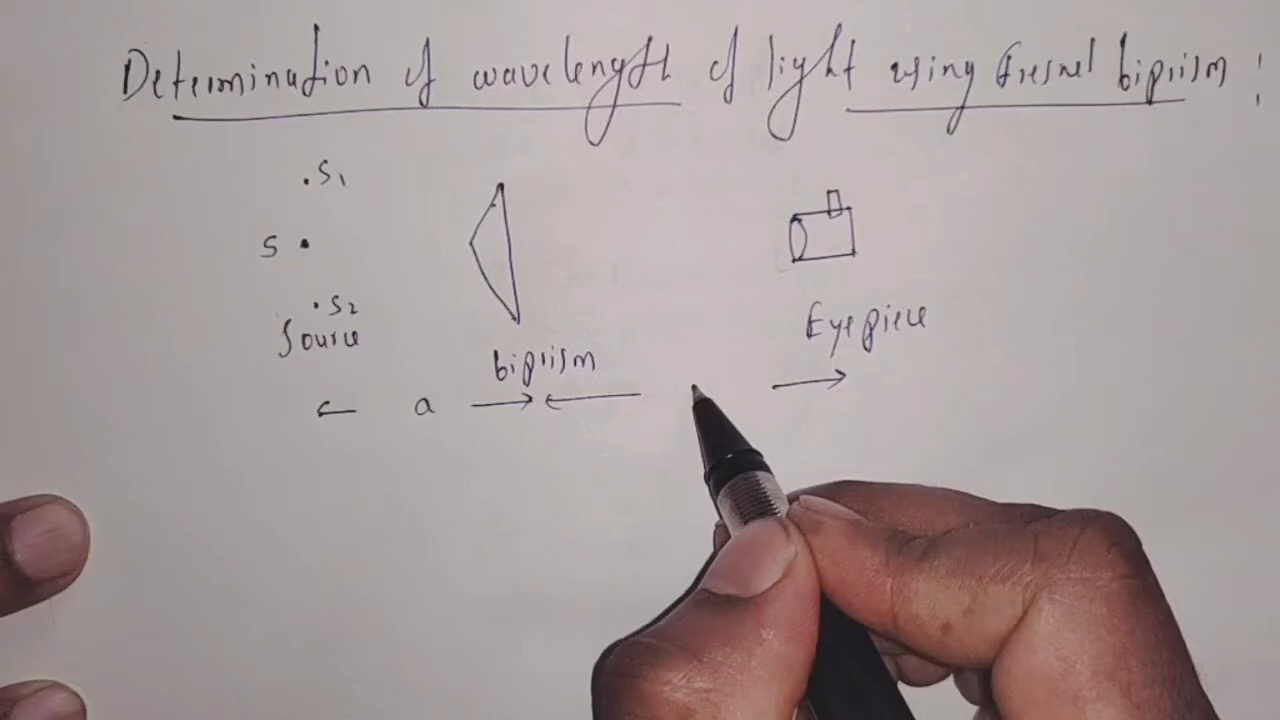 Determination of wavelength of light using Fresnel biprism :
.S1
S •
.S2
Source
biprism
Eyepiece
a